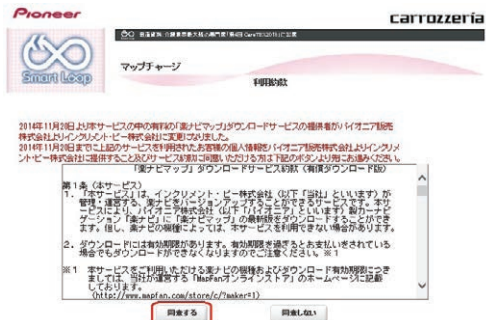 Pioneer
carrozzeria
Smart Loop
マップチャージ
利用約款
2014年11月20日より本サービスの中の有料の「楽ナビマップ」ダウンロードサービスの提供者がパイオニア販売
株式会社よりインクリメント・ピー株式会社に変更になりました。
2014年11月20日までに上記のサービスを利用されたお客様の個人情報をパイオニア販売株式会社よりインクリメ
ント・ピー株式会社に提供すること及びサービス約款に同意いただける方は下記のボタンより先にお進みください。
「楽ナビマップ」ダウンロードサービス約款(有償ダウンロード版)
第1条(本サービス)
1. 「本サービス」は、インクリメント・ピー株式会社(以下「当社」といいます)が
管理・運営する、楽ナビをバージョンアップすることができるサービスです。本サ
ービスにより、パイオニア株式会社(以下「パイオニア」といいます)製カーナビ
ゲーション「楽ナビ」に「楽ナビマップ」の最新版をダウンロードすることができ
ます。但し、楽ナビの機種によっては、本サービスを利用できない場合があります。
2. ダウンロードには有効期限があります。有効期限を過ぎるとお支払いをされている
場合でもダウンロードができなくなりますのでご注意ください。※1
※1 本サービスをご利用いただける楽ナビの機種およびダウンロード有効期限につき
ましては、当社が運営する「MapFanオンラインストア」のホームページに記載
しております。
(http://www.mapfan.com/store/c/?maker=1)
同意する
同意しない